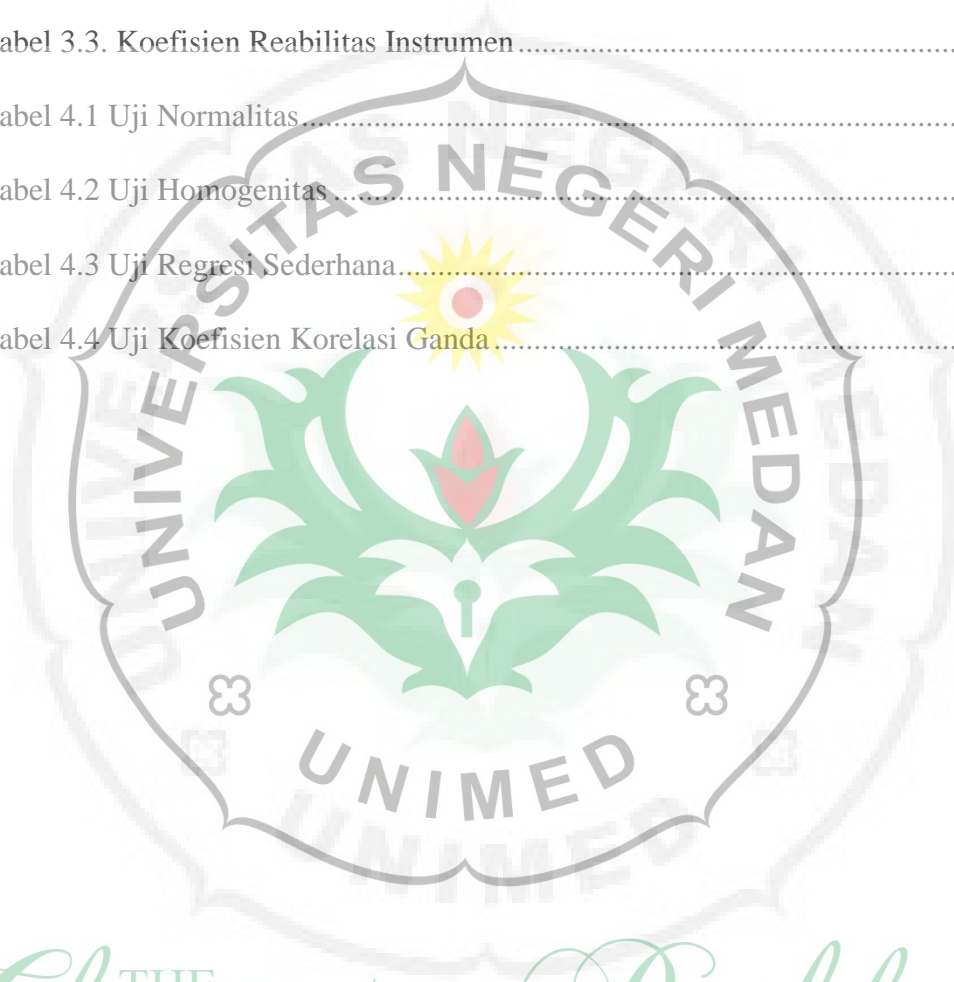 abel 3.3. Koefisien Reabilitas Instrumen
abel 4.1 Uji Normalitas
abel 4.2 Uji Homogenitas
abel 4.3 Uji Regresi Sederhana
abel 4.4 Uji Koefisien Korelasi Ganda
UNIVERSITAS NEGERI MEDAN
UNIMED
THE